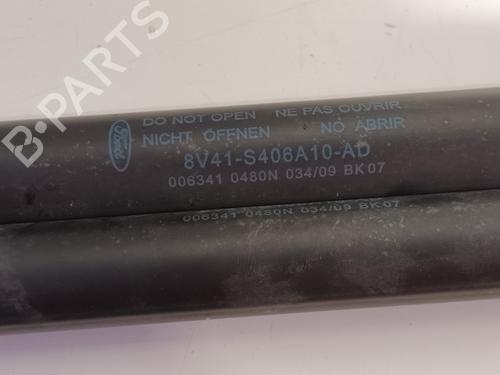 B-PARTS
Ford
DO NOT OPEN NE PAS OUVRIR
NICHT ÖFFNEN NO ABRIR
8V41-S406A10-AD
006341 0480N 034/09 BK07
006341 0480N 034/09 BK07